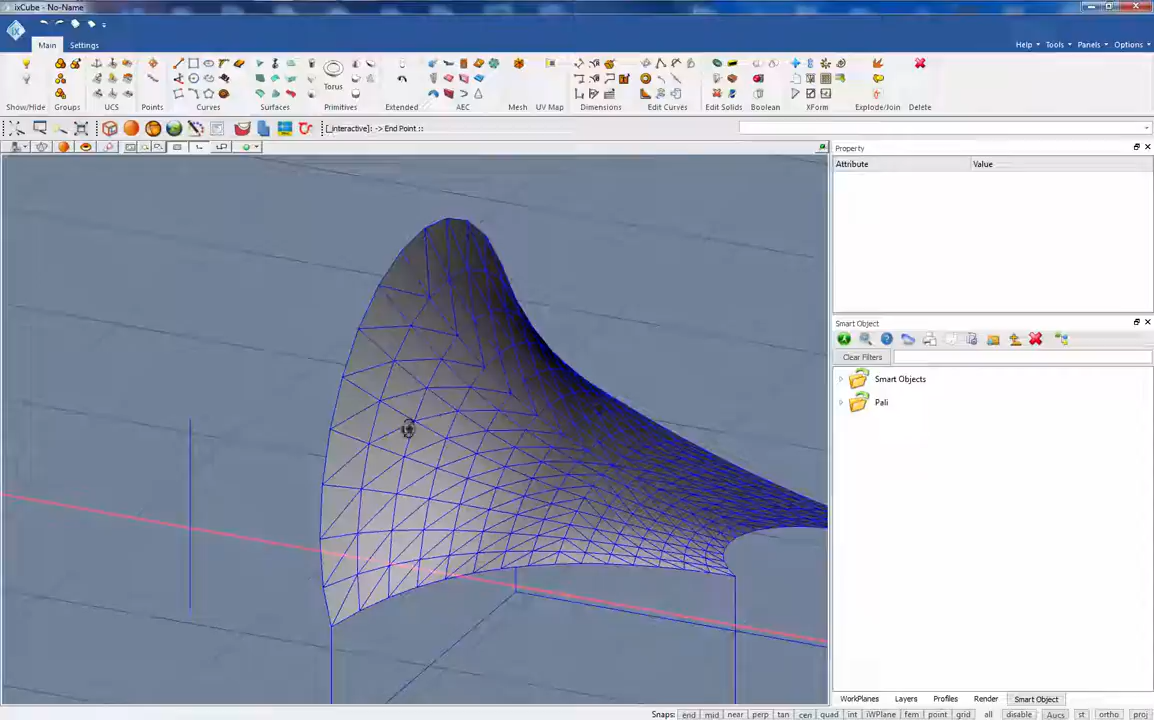 ixCube - No-Name
Main
Settings
Help
Tools
Panels
Options
Torus
Show/Hide
Groups
UCS
Points
Curves
Surfaces
Primitives
Extended
AEC
Mesh
UV Map
Dimensions
Edit Curves
Edit Solids
Boolean
XForm
Explode/Join
Delete
[_interactive]: -> End Point ::
Property
Attribute
Value
Smart Object
Clear Filters
Smart Objects
Pali
WorkPlanes
Layers
Profiles
Render
Smart Object
Snaps:
end
mid
near
perp
tan
cen
quad
int
iWPlane
fem
point
grid
all
disable
Aucs
st
ortho
proj